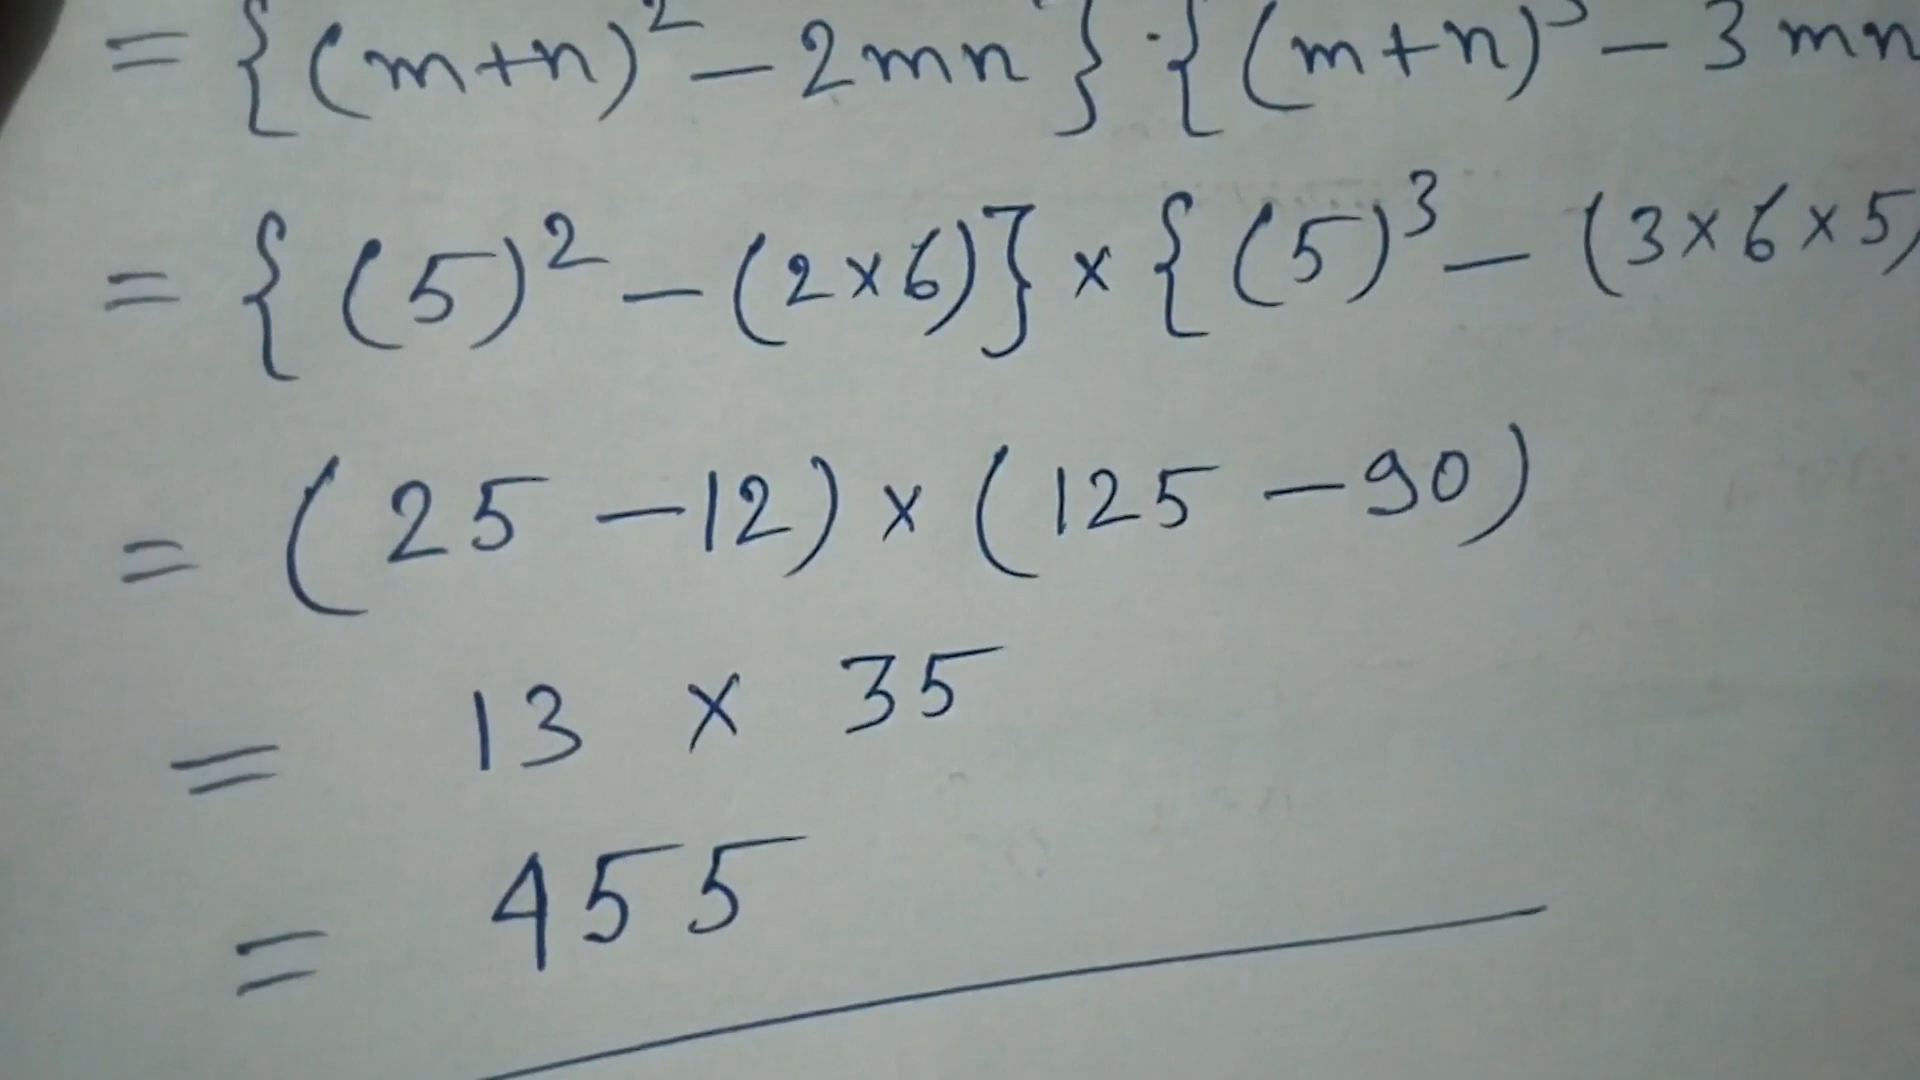 = {(m+n)² - 2mn} · {(m+n)³ - 3mn
= {(5)² - (2×6)} × {(5)³ - (3×6×5)
= (25 - 12) × (125 - 90)
= 13 × 35
= 455